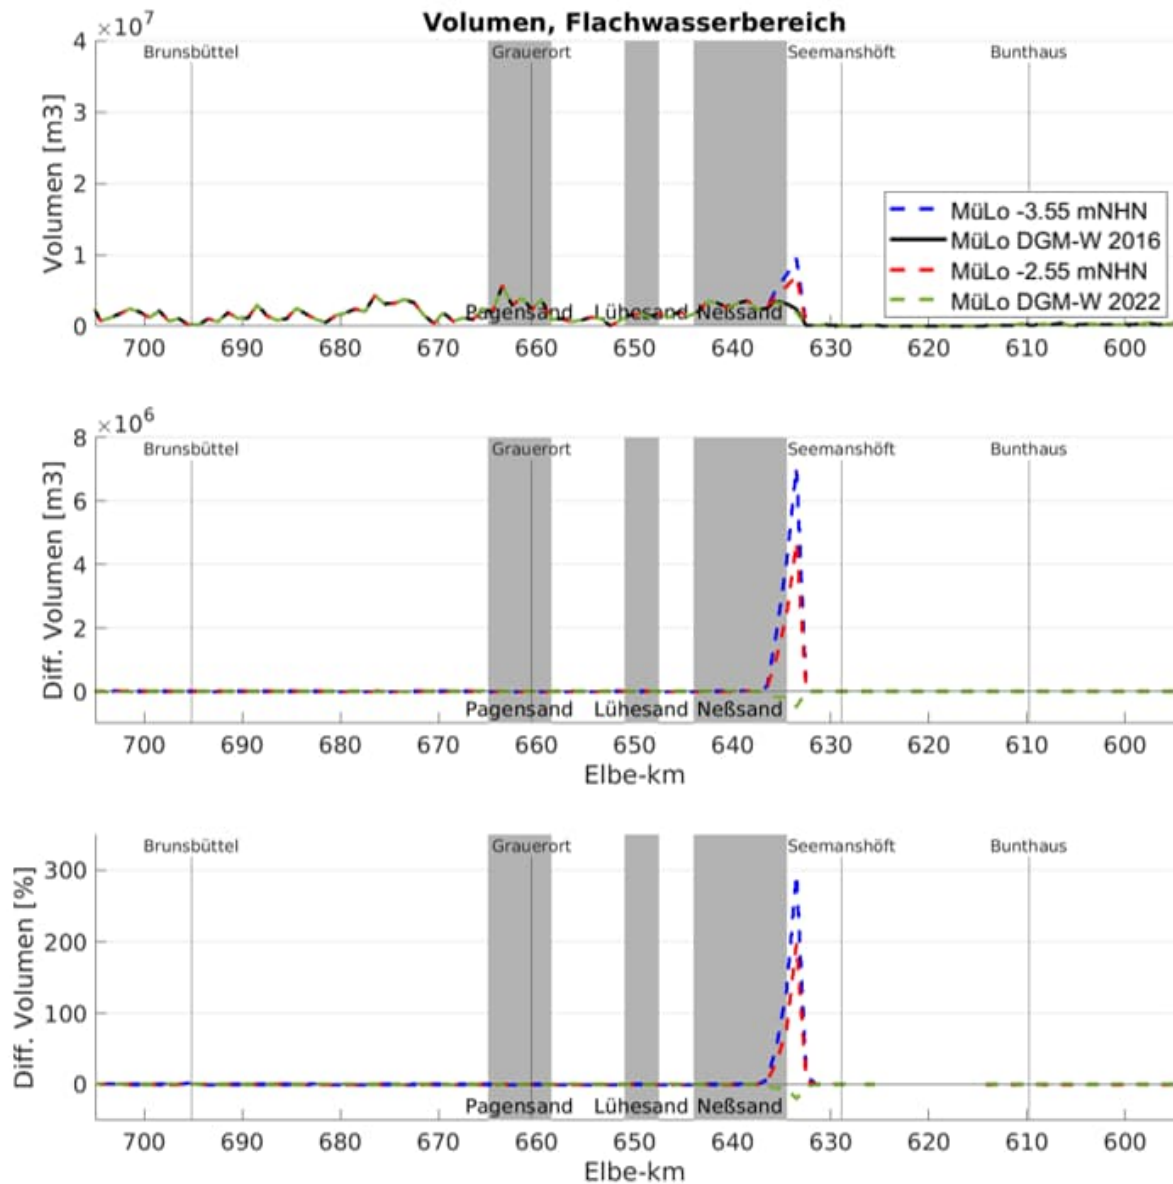 Volumen, Flachwasserbereich
×10⁷
Brunsbüttel Grauerort Seemanshöft Bunthaus
Volumen [m3]
4
3
2
1
0
MüLo -3.55 mNHN
MüLo DGM-W 2016
MüLo -2.55 mNHN
MüLo DGM-W 2022
Pagensand Lühesand Neßsand
700 690 680 670 660 650 640 630 620 610 600
×10⁶
Brunsbüttel Grauerort Seemanshöft Bunthaus
Diff. Volumen [m3]
8
6
4
2
0
Pagensand Lühesand Neßsand
700 690 680 670 660 650 640 630 620 610 600
Elbe-km
Brunsbüttel Grauerort Seemanshöft Bunthaus
Diff. Volumen [%]
300
200
100
0
Pagensand Lühesand Neßsand
700 690 680 670 660 650 640 630 620 610 600
Elbe-km